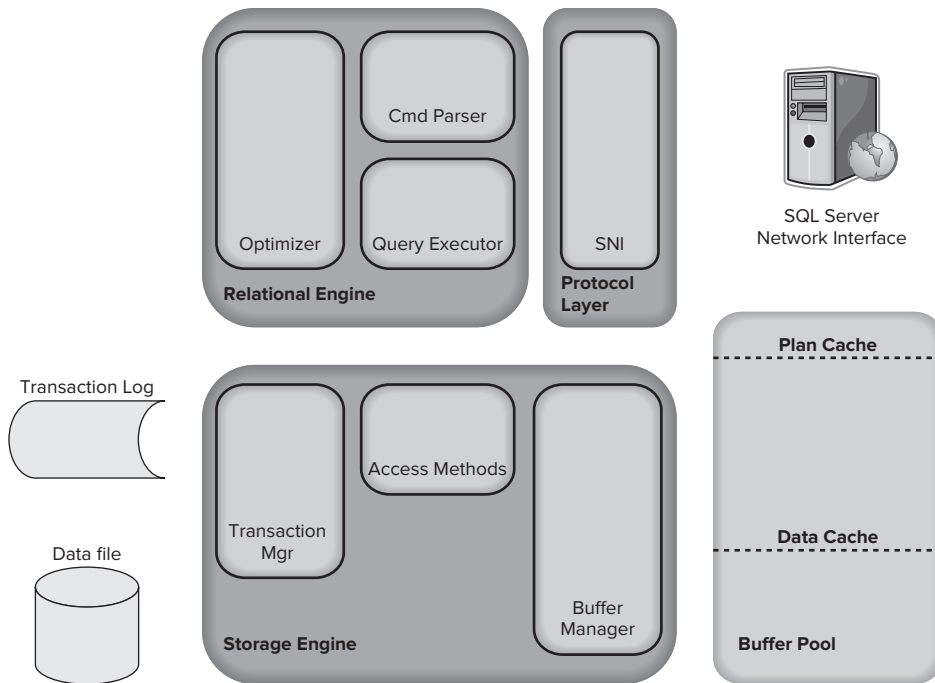 Cmd Parser
Optimizer
Query Executor
Relational Engine
SNI
Protocol
Layer
SQL Server
Network Interface
Plan Cache
Data Cache
Buffer Pool
Transaction Log
Data file
Access Methods
Transaction
Mgr
Buffer
Manager
Storage Engine